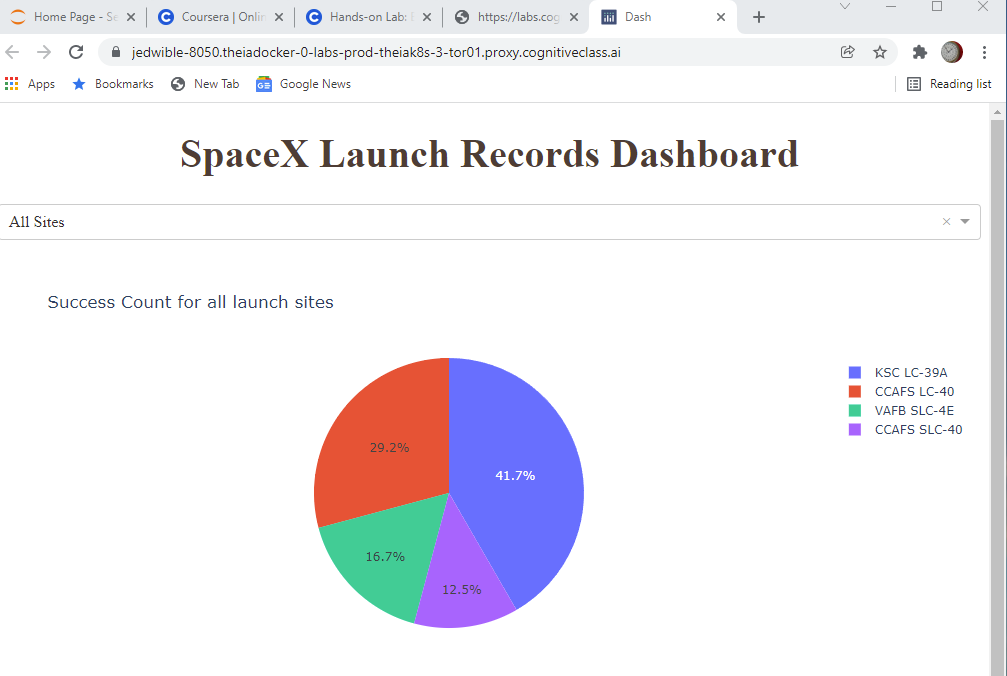 Home Page - Se
Coursera | Onlin
Hands-on Lab:
https://labs.cog
Dash
jedwible-8050.theiadocker-0-labs-prod-theiak8s-3-tor01.proxy.cognitiveclass.ai
Apps
Bookmarks
New Tab
Google News
Reading list
SpaceX Launch Records Dashboard
All Sites
Success Count for all launch sites
KSC LC-39A
CCAFS LC-40
VAFB SLC-4E
CCAFS SLC-40
29.2%
41.7%
16.7%
12.5%